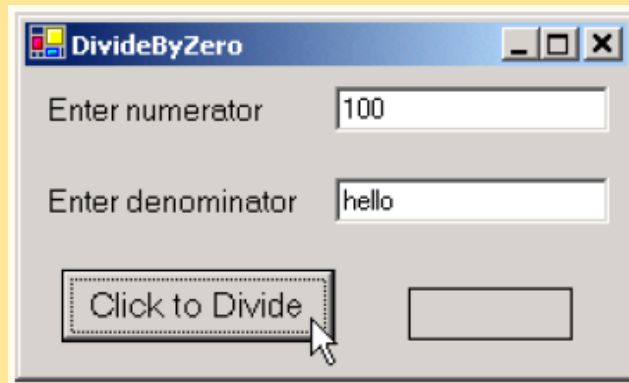 DivideByZero
Enter numerator 100
Enter denominator hello
Click to Divide